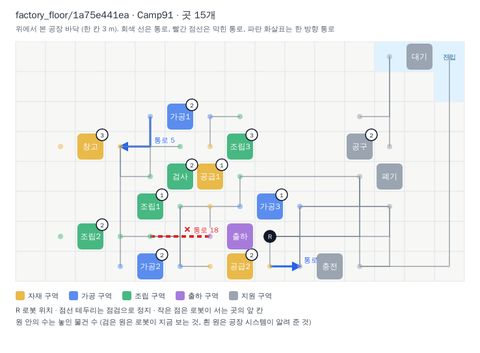 factory_floor/1a75e441ea · Camp91 · 곳 15개
위에서 본 공장 바닥 (한 칸 3 m). 회색 선은 통로, 빨간 점선은 막힌 통로, 파란 화살표는 한 방향 통로
대기
진입
가공1 2
통로 5
창고 3
조립3 3
공구 2
검사 2
공급1 1
폐기
조립1 1
가공3 1
조립2 2
✕ 통로 18
출하
R
가공2 2
공급2 2
통로
충전
자재 구역
가공 구역
조립 구역
출하 구역
지원 구역
R 로봇 위치 · 점선 테두리는 점검으로 정지 · 작은 점은 로봇이 서는 곳의 앞 칸
원 안의 수는 놓인 물건 수 (검은 원은 로봇이 지금 보는 것, 흰 원은 공장 시스템이 알려 준 것)